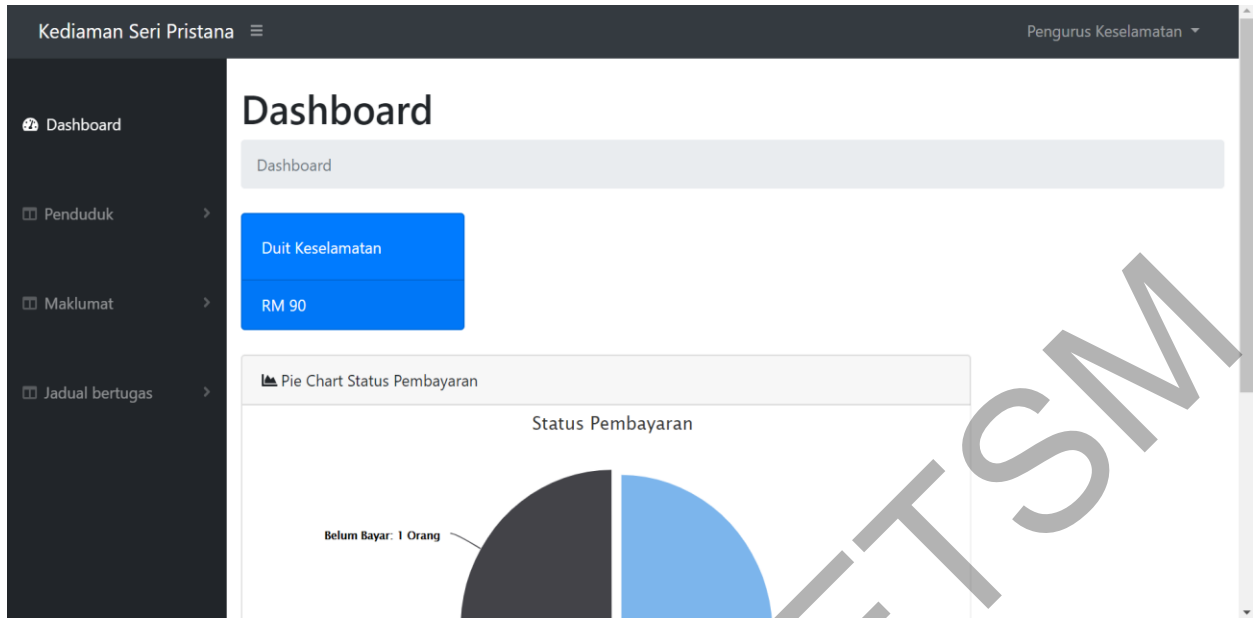 Kediaman Seri Pristana
Pengurus Keselamatan
Dashboard
Penduduk
Maklumat
Jadual bertugas
Dashboard
Dashboard
Duit Keselamatan
RM 90
Pie Chart Status Pembayaran
Status Pembayaran
Belum Bayar: 1 Orang
FTSM